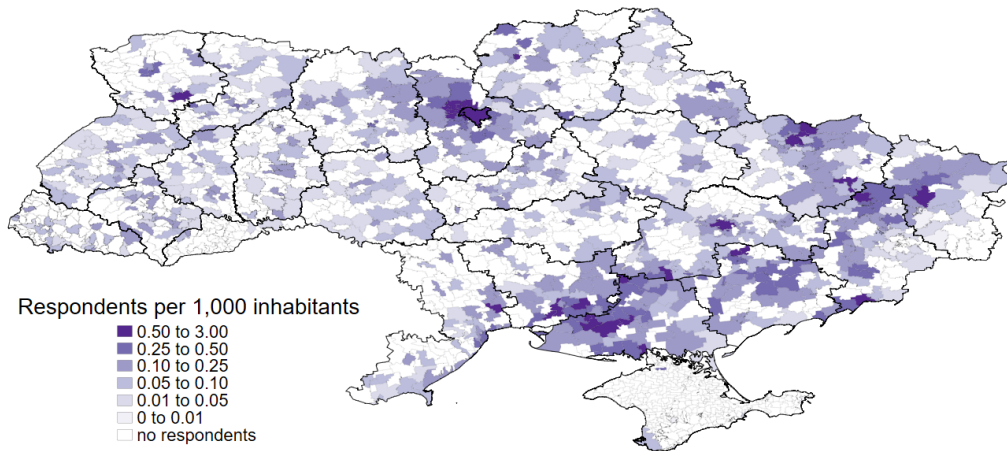 Respondents per 1,000 inhabitants
0.50 to 3.00
0.25 to 0.50
0.10 to 0.25
0.05 to 0.10
0.01 to 0.05
0 to 0.01
no respondents